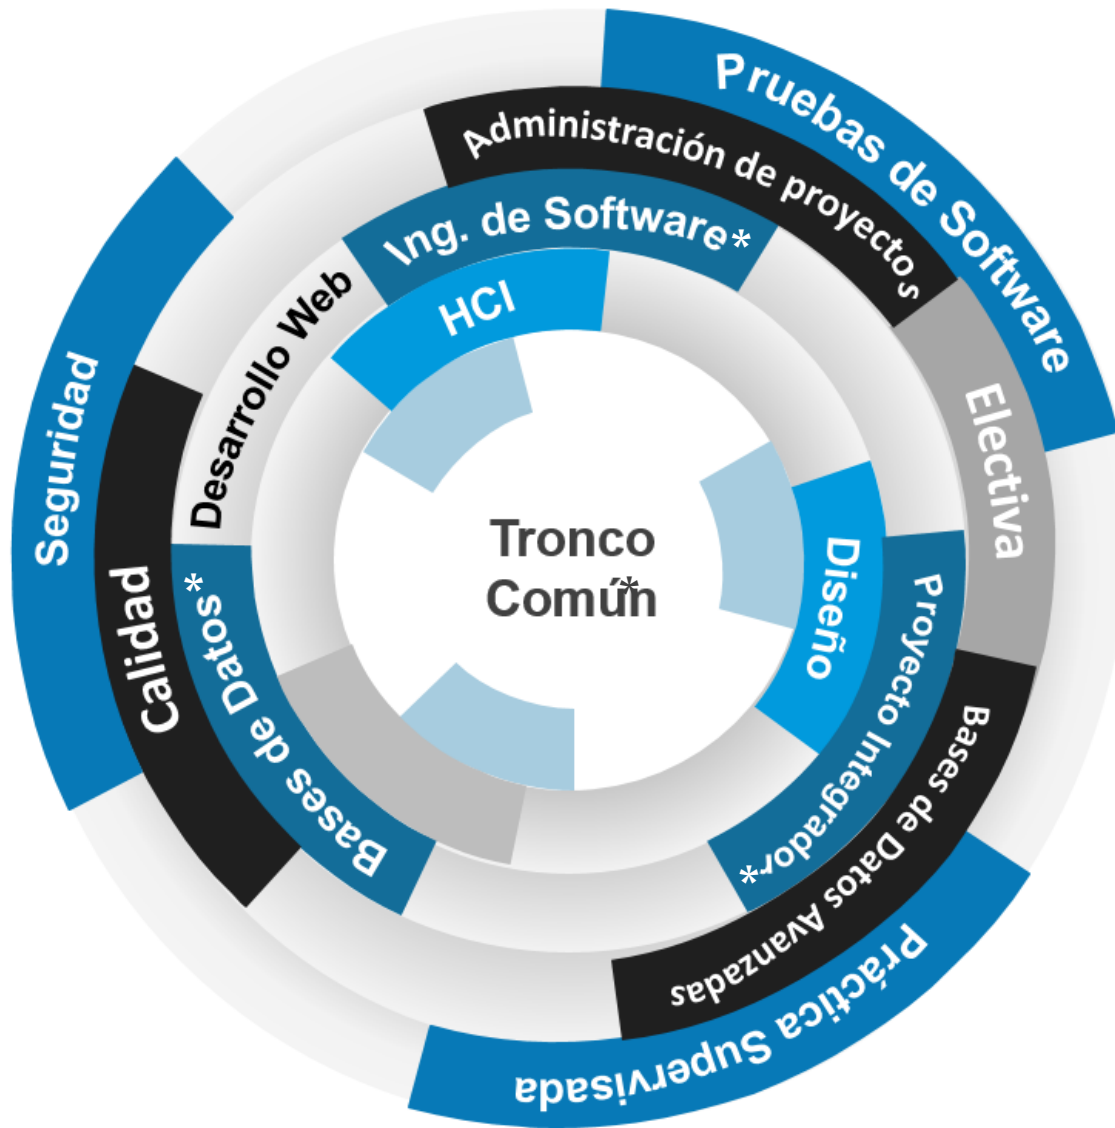 Pruebas de Software
Administración de proyectos
Ing. de Software*
HCI
Desarrollo Web
Seguridad
Calidad
Bases de Datos*
Tronco
Común*
Diseño
Proyecto Integrador*
Electiva
Bases de Datos Avanzadas
Práctica Supervisada